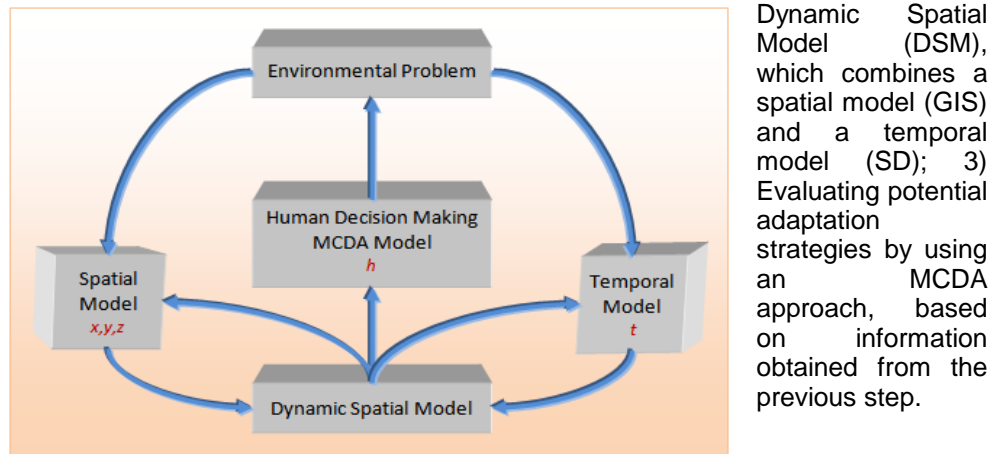 Environmental Problem
Human Decision Making
MCDA Model
h
Spatial
Model
x,y,z
Temporal
Model
t
Dynamic Spatial Model
Dynamic Spatial
Model (DSM),
which combines a
spatial model (GIS)
and a temporal
model (SD); 3)
Evaluating potential
adaptation
strategies by using
an MCDA
approach, based
on information
obtained from the
previous step.